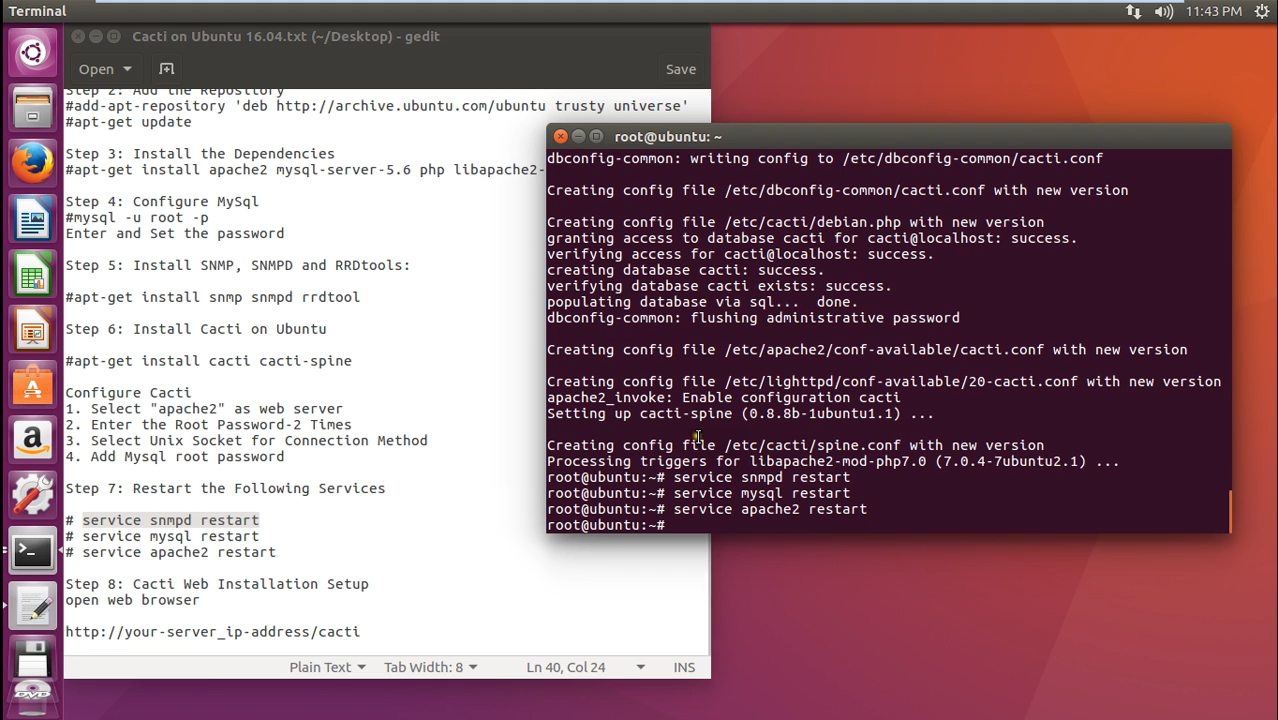 Terminal
11:43 PM
Cacti on Ubuntu 16.04.txt (~/Desktop) - gedit
Open
Save
Step 2: Add the Repository
#add-apt-repository 'deb http://archive.ubuntu.com/ubuntu trusty universe'
#apt-get update
Step 3: Install the Dependencies
#apt-get install apache2 mysql-server-5.6 php libapache2-
Step 4: Configure MySql
#mysql -u root -p
Enter and Set the password
Step 5: Install SNMP, SNMPD and RRDtools:
#apt-get install snmp snmpd rrdtool
Step 6: Install Cacti on Ubuntu
#apt-get install cacti cacti-spine
Configure Cacti
1. Select "apache2" as web server
2. Enter the Root Password-2 Times
3. Select Unix Socket for Connection Method
4. Add Mysql root password
Step 7: Restart the Following Services
# service snmpd restart
# service mysql restart
# service apache2 restart
Step 8: Cacti Web Installation Setup
open web browser
http://your-server_ip-address/cacti
Plain Text
Tab Width: 8
Ln 40, Col 24
INS
root@ubuntu: ~
dbconfig-common: writing config to /etc/dbconfig-common/cacti.conf
Creating config file /etc/dbconfig-common/cacti.conf with new version
Creating config file /etc/cacti/debian.php with new version
granting access to database cacti for cacti@localhost: success.
verifying access for cacti@localhost: success.
creating database cacti: success.
verifying database cacti exists: success.
populating database via sql...  done.
dbconfig-common: flushing administrative password
Creating config file /etc/apache2/conf-available/cacti.conf with new version
Creating config file /etc/lighttpd/conf-available/20-cacti.conf with new version
apache2_invoke: Enable configuration cacti
Setting up cacti-spine (0.8.8b-1ubuntu1.1) ...
Creating config file /etc/cacti/spine.conf with new version
Processing triggers for libapache2-mod-php7.0 (7.0.4-7ubuntu2.1) ...
root@ubuntu:~# service snmpd restart
root@ubuntu:~# service mysql restart
root@ubuntu:~# service apache2 restart
root@ubuntu:~#
DVD